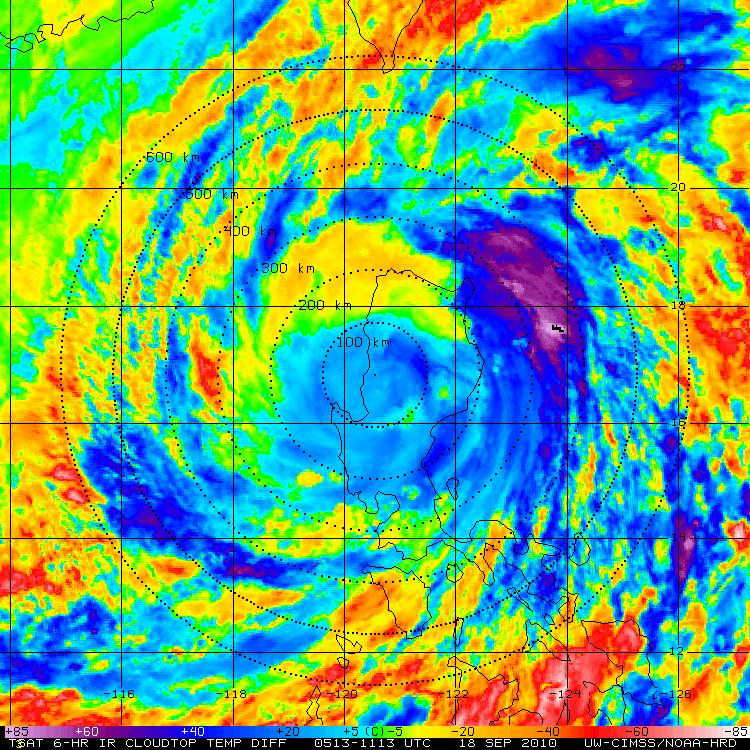 22
600 km
20
500 km
400 km
300 km
200 km
18
100 km
12
-116 -118 -120 -122 -124 -126 -128
+85 +60 +40 +20 +5 (C) -5 -20 -40 -60 -85
6-HR IR CLOUDTOP TEMP DIFF 0513-1113 UTC 18 SEP 2010 UW-CIMSS/NOAA-HRD